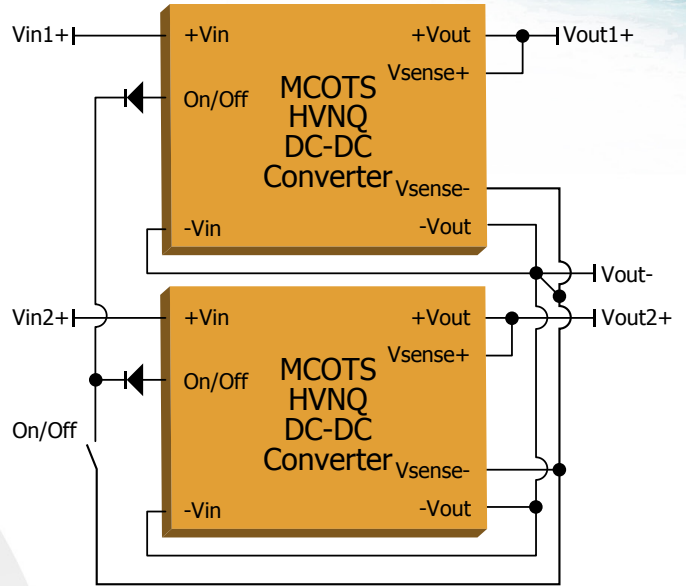 Vin1+
+Vin
+Vout
Vout1+
Vsense+
On/Off
MCOTS
HVNQ
DC-DC
Converter
Vsense-
-Vin
-Vout
Vout-
Vin2+
+Vin
+Vout
Vout2+
Vsense+
On/Off
MCOTS
HVNQ
DC-DC
Converter
On/Off
Vsense-
-Vin
-Vout